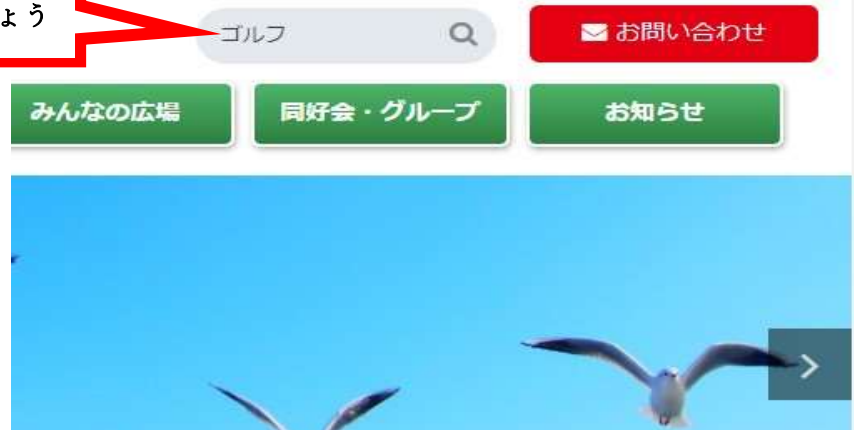 ょう
ゴルフ
お問い合わせ
みんなの広場
同好会・グループ
お知らせ